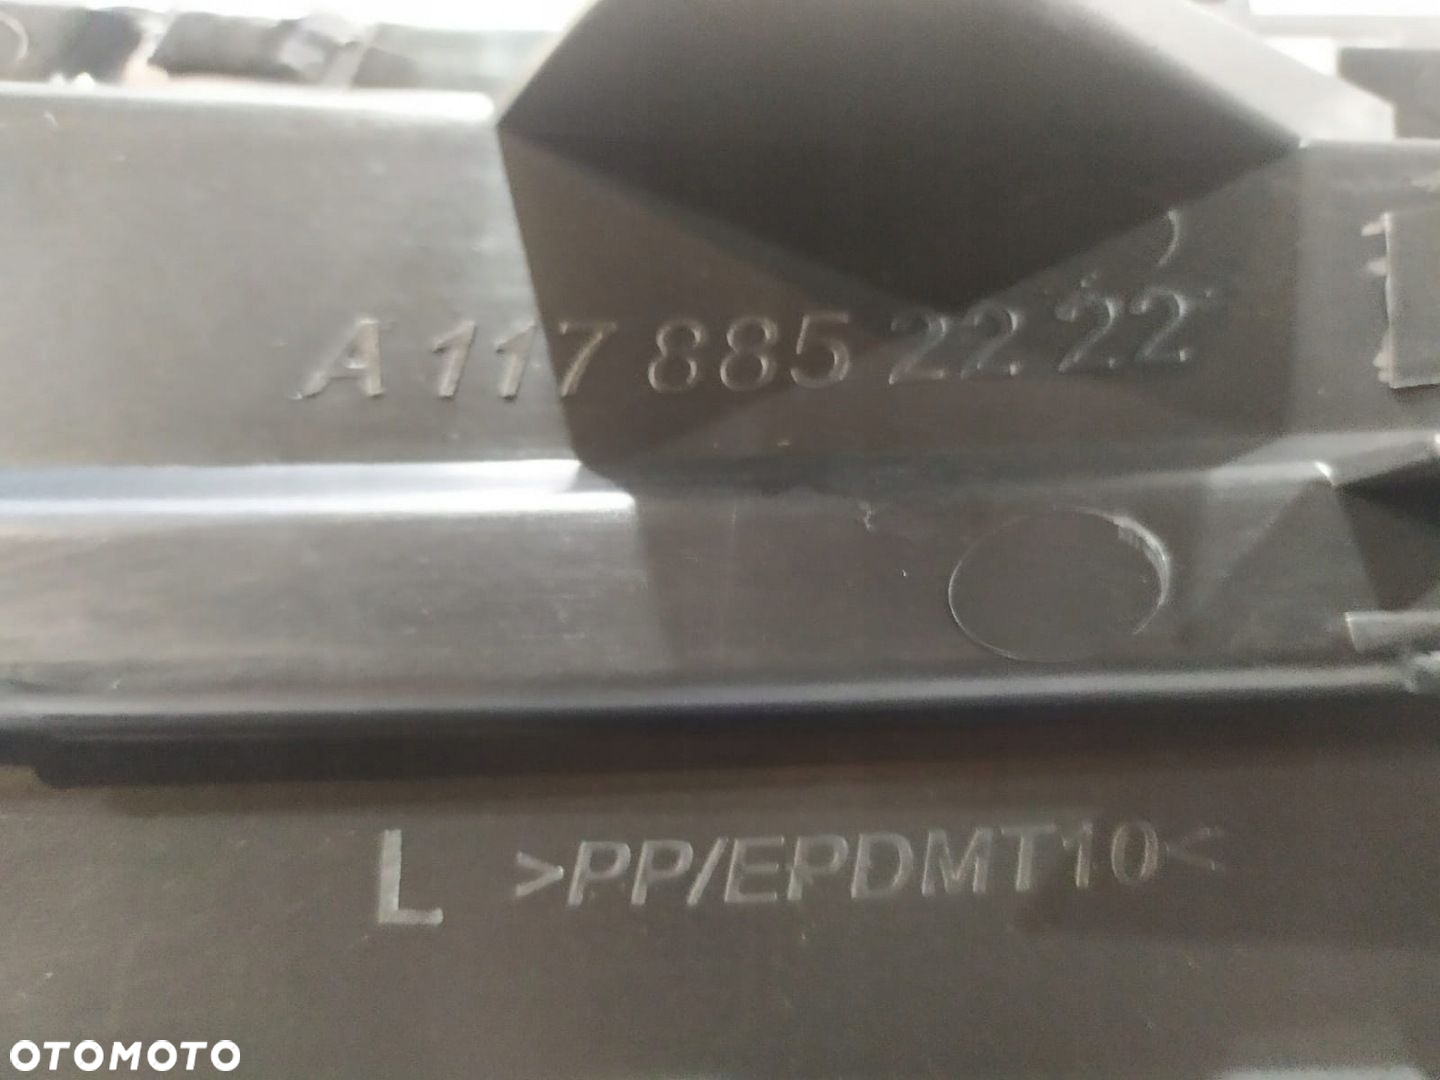 A 117 885 22 22
L >PP/EPDMT10<
OTOMOTO